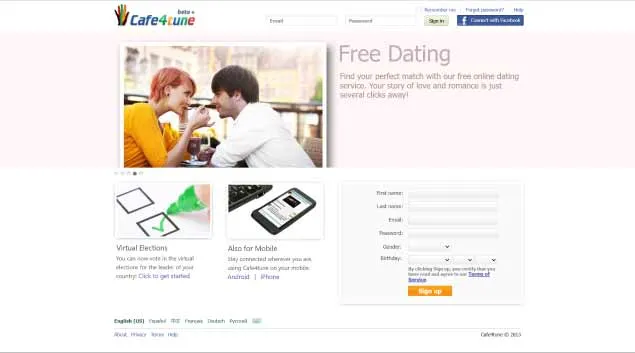 beta
Cafe4tune
Email
Password
Remember me
Forgot password?
Help
Sign in
Connect with Facebook
Free Dating
Find your perfect match with our free online dating
service. Your story of love and romance is just
several clicks away!
Virtual Elections
You can now vote in the virtual
elections for the leader of your
country! Click to get started.
Also for Mobile
Stay connected wherever you are
using Cafe4tune on your mobile.
Android | iPhone
First name:
Last name:
Email:
Password:
Gender:
Birthday:
By clicking Sign up, you certify that you
have read and agree to our Terms of
Service
Sign up
English (US) Español Français Deutsch Русский
About Privacy Terms Help
Cafe4tune © 2013